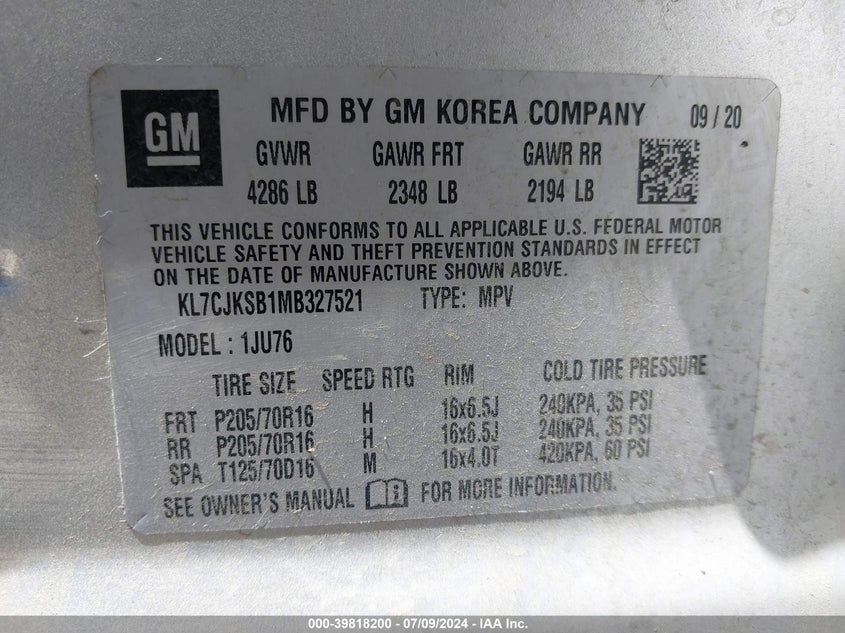 GM
MFD BY GM KOREA COMPANY 09 / 20
GVWR GAWR FRT GAWR RR
4286 LB 2348 LB 2194 LB
THIS VEHICLE CONFORMS TO ALL APPLICABLE U.S. FEDERAL MOTOR
VEHICLE SAFETY AND THEFT PREVENTION STANDARDS IN EFFECT
ON THE DATE OF MANUFACTURE SHOWN ABOVE.
KL7CJKSB1MB327521 TYPE: MPV
MODEL : 1JU76
TIRE SIZE SPEED RTG RIM COLD TIRE PRESSURE
FRT P205/70R16 H 16x6.5J 240KPA, 35 PSI
RR P205/70R16 H 16x6.5J 240KPA, 35 PSI
SPA T125/70D16 M 16x4.0T 420KPA, 60 PSI
SEE OWNER'S MANUAL FOR MORE INFORMATION.
000-39818200 - 07/09/2024 - IAA Inc.